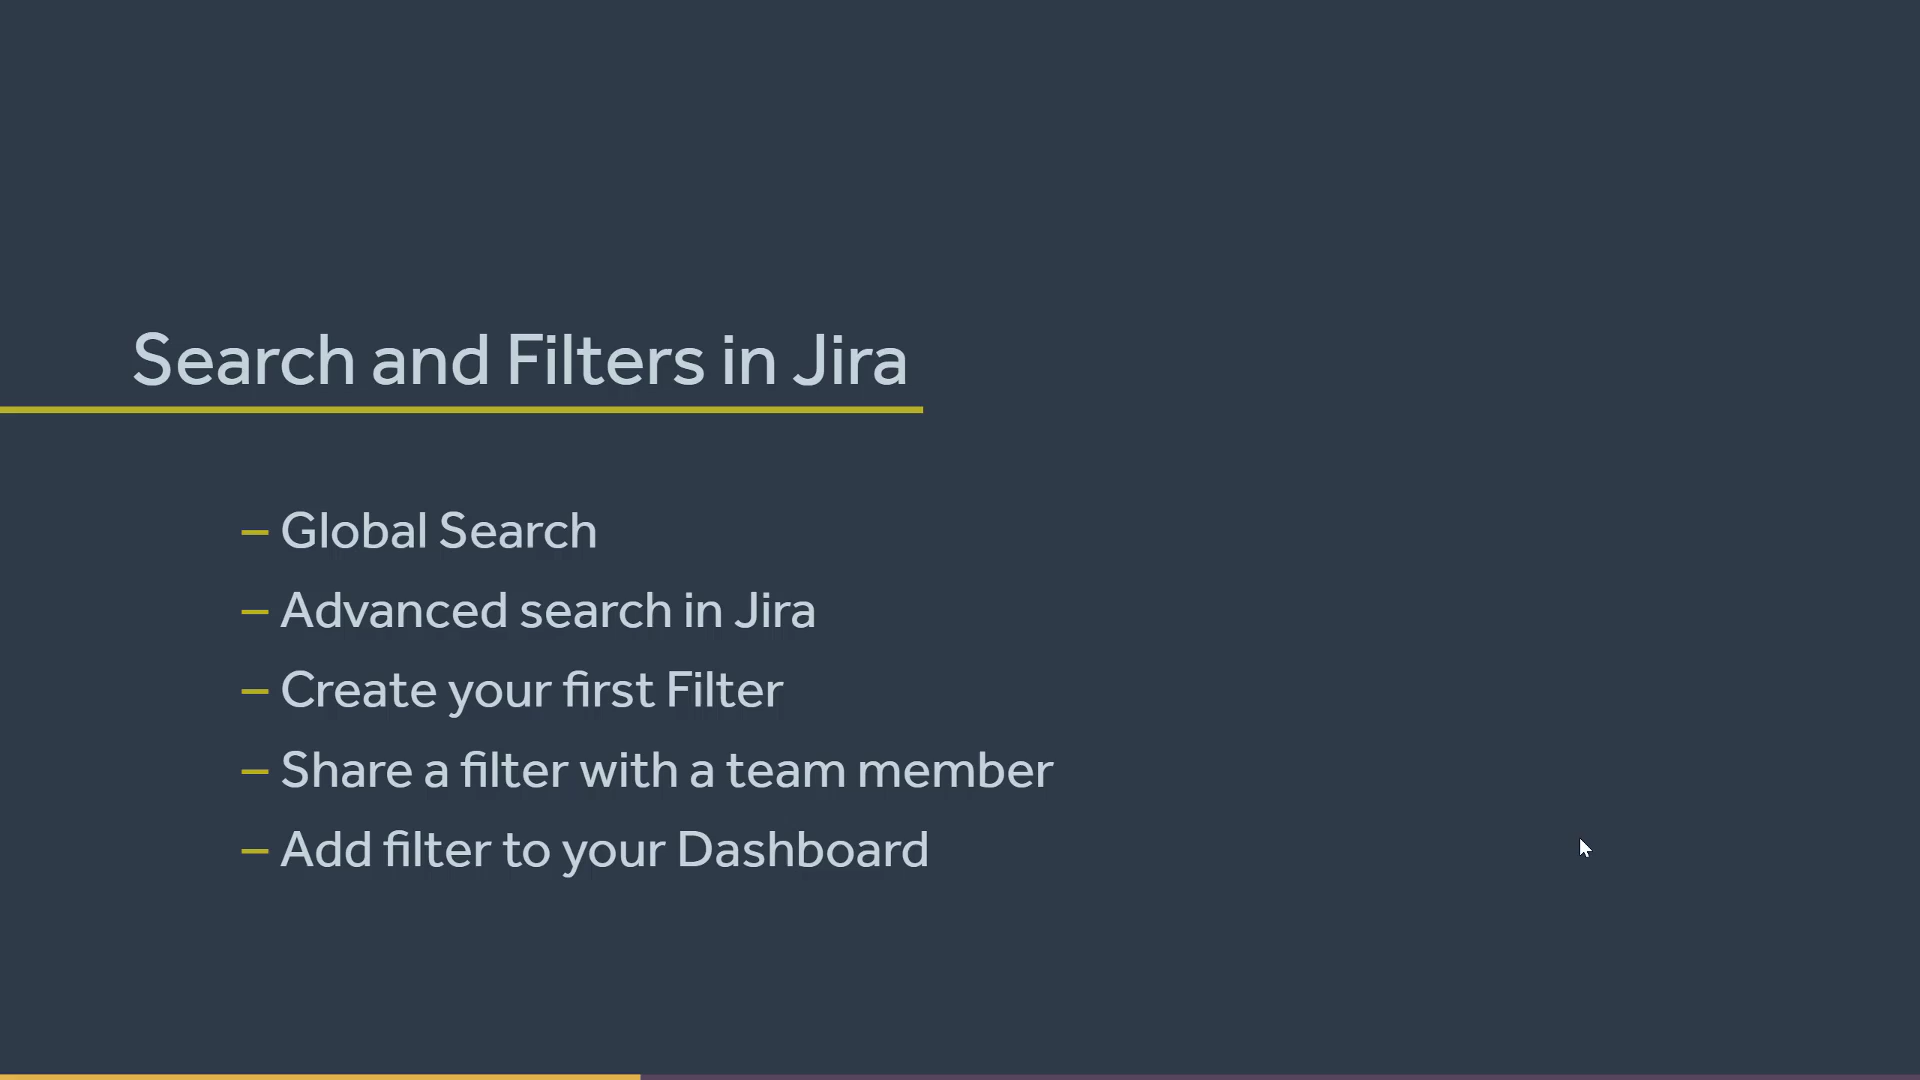 Search and Filters in Jira
– Global Search
– Advanced search in Jira
– Create your first Filter
– Share a filter with a team member
– Add filter to your Dashboard